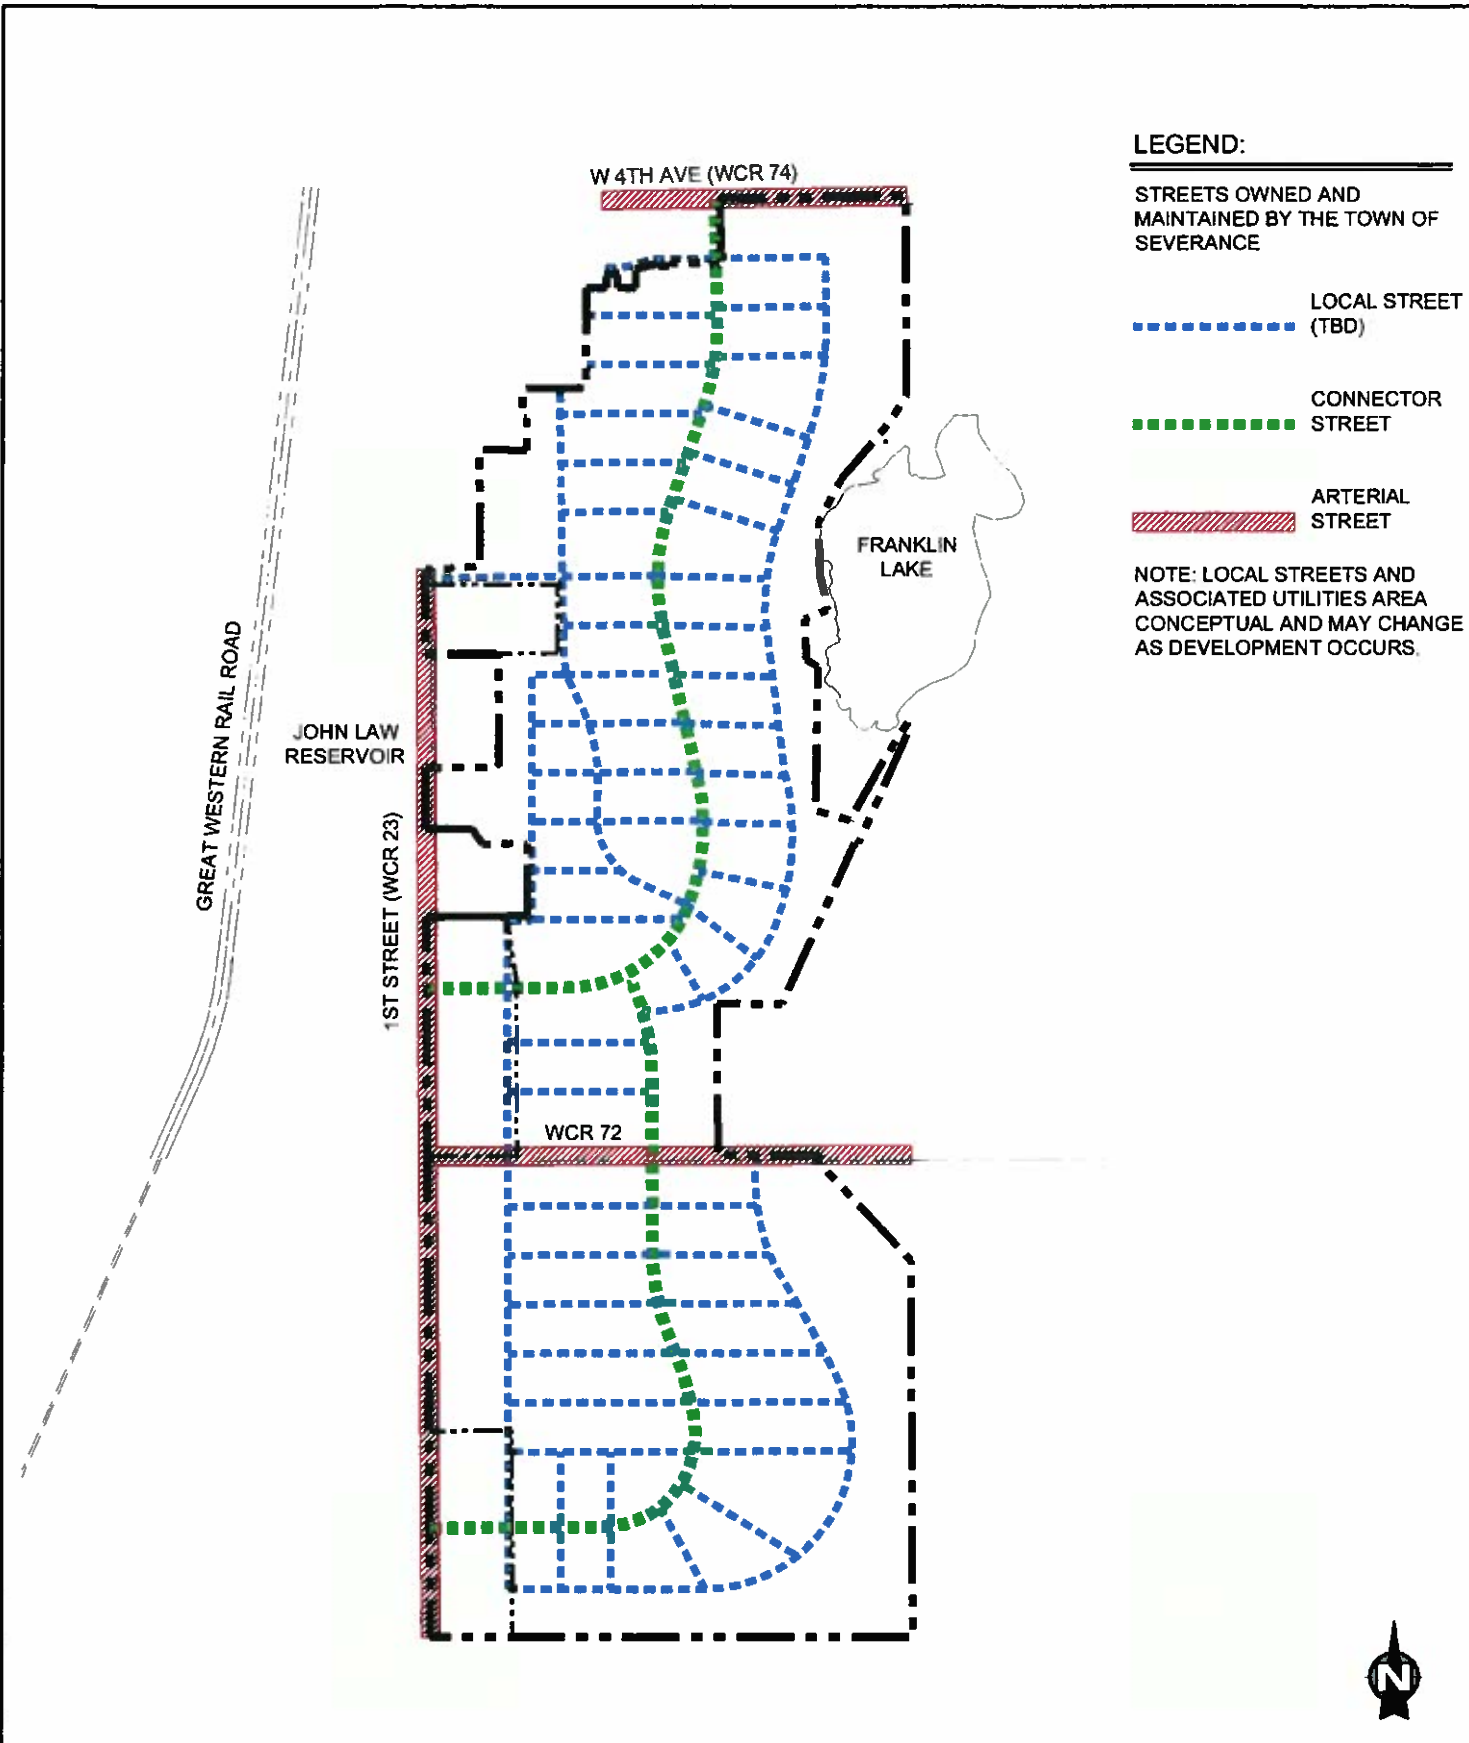 W 4TH AVE (WCR 74)
LEGEND:
STREETS OWNED AND
MAINTAINED BY THE TOWN OF
SEVERANCE
LOCAL STREET
(TBD)
CONNECTOR
STREET
ARTERIAL
STREET
NOTE: LOCAL STREETS AND
ASSOCIATED UTILITIES AREA
CONCEPTUAL AND MAY CHANGE
AS DEVELOPMENT OCCURS.
FRANKLIN
LAKE
GREAT WESTERN RAIL ROAD
JOHN LAW
RESERVOIR
1ST STREET (WCR 23)
WCR 72
N